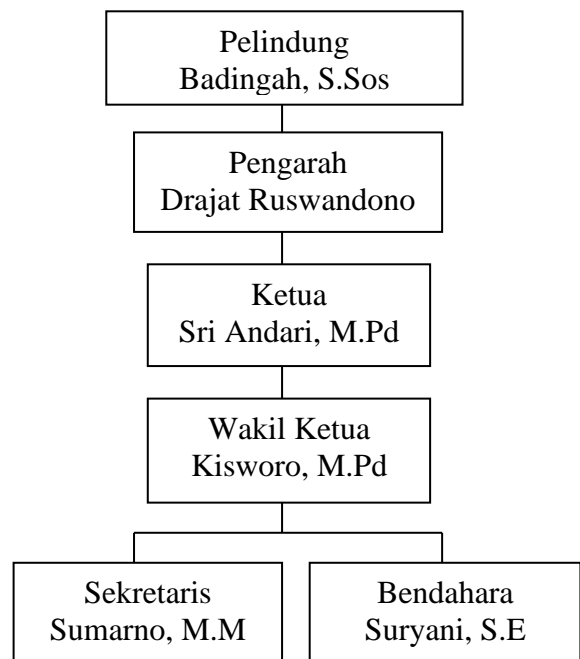 Pelindung
Badingah, S.Sos
Pengarah
Drajat Ruswandono
Ketua
Sri Andari, M.Pd
Wakil Ketua
Kisworo, M.Pd
Sekretaris
Sumarno, M.M
Bendahara
Suryani, S.E